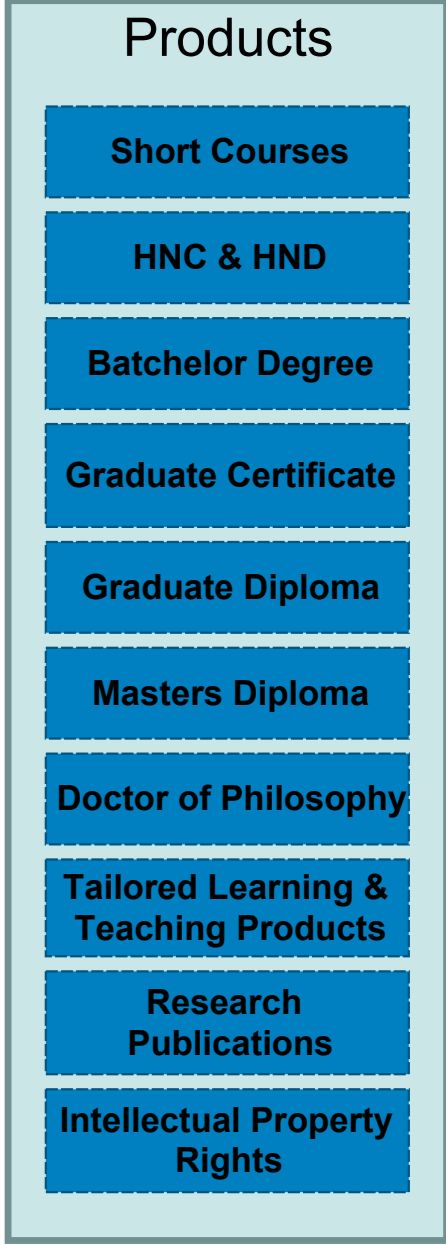 Products
Short Courses
HNC & HND
Batchelor Degree
Graduate Certificate
Graduate Diploma
Masters Diploma
Doctor of Philosophy
Tailored Learning &
Teaching Products
Research
Publications
Intellectual Property
Rights